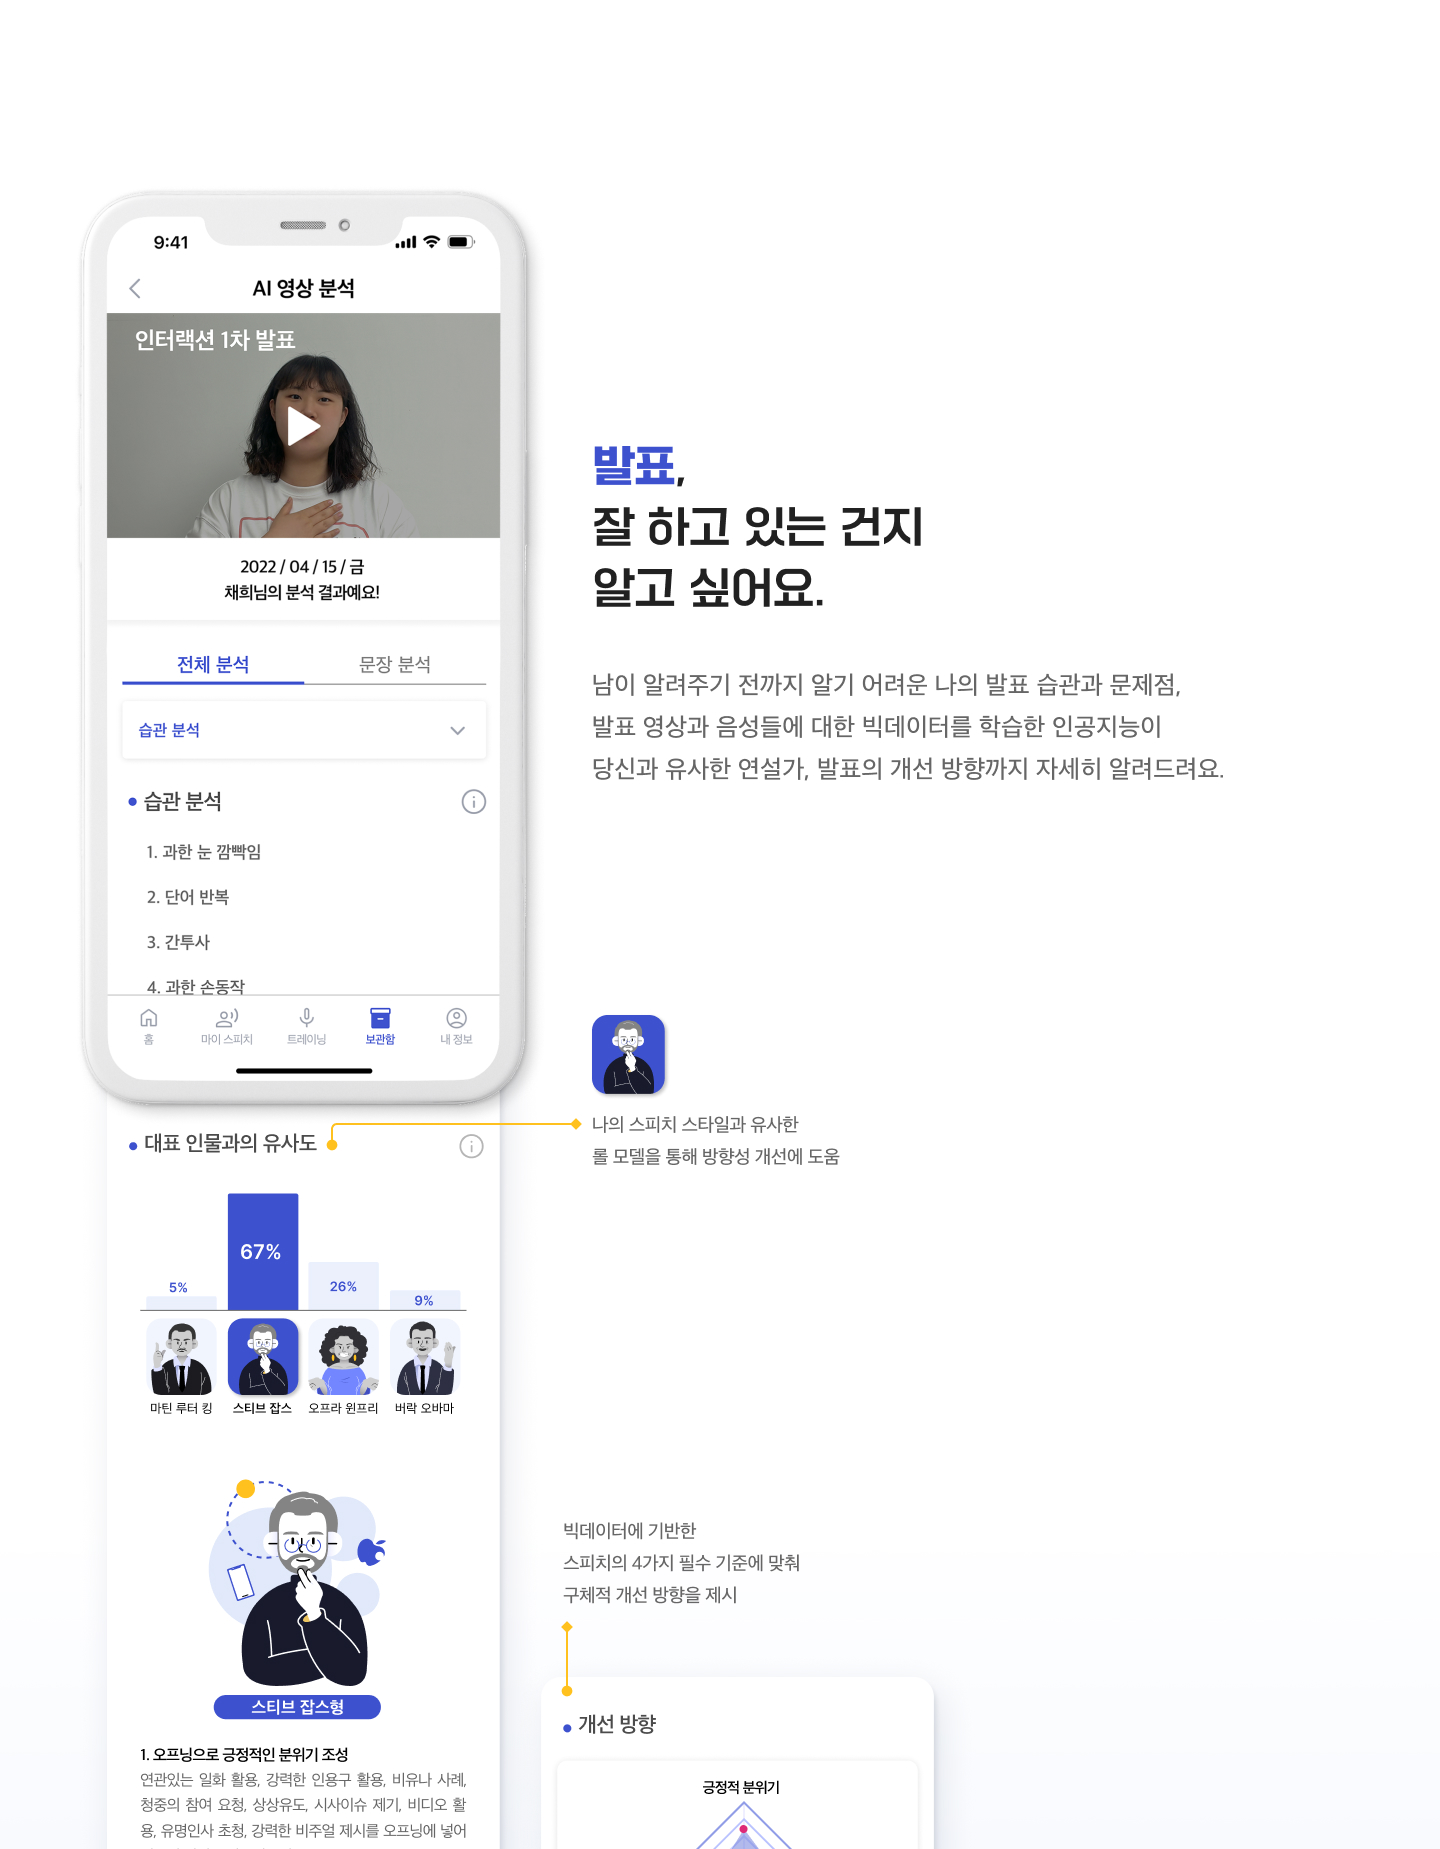 9:41
AI 영상 분석
인터랙션 1차 발표
2022 / 04 / 15 / 금
채희님의 분석 결과예요!
전체 분석
문장 분석
습관 분석
습관 분석
1. 과한 눈 깜빡임
2. 단어 반복
3. 간투사
4. 과한 손동작
홈
마이 스피치
트레이닝
보관함
내 정보
발표,
잘 하고 있는 건지
알고 싶어요.
남이 알려주기 전까지 알기 어려운 나의 발표 습관과 문제점,
발표 영상과 음성들에 대한 빅데이터를 학습한 인공지능이
당신과 유사한 연설가, 발표의 개선 방향까지 자세히 알려드려요.
나의 스피치 스타일과 유사한
롤 모델을 통해 방향성 개선에 도움
대표 인물과의 유사도
5%
67%
26%
9%
마틴 루터 킹
스티브 잡스
오프라 윈프리
버락 오바마
스티브 잡스형
1. 오프닝으로 긍정적인 분위기 조성
연관있는 일화 활용, 강력한 인용구 활용, 비유나 사례,
청중의 참여 요청, 상상유도, 시사이슈 제기, 비디오 활
용, 유명인사 초청, 강력한 비주얼 제시를 오프닝에 넣어
빅데이터에 기반한
스피치의 4가지 필수 기준에 맞춰
구체적 개선 방향을 제시
개선 방향
긍정적 분위기